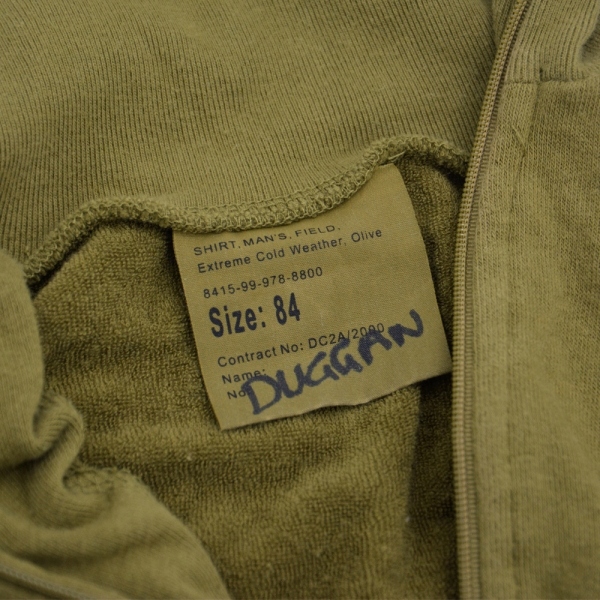 SHIRT, MAN'S, FIELD,
Extreme Cold Weather, Olive
8415-99-978-8800
Size: 84
Contract No: DC2A/2000
Name:
No:
DUGGAN